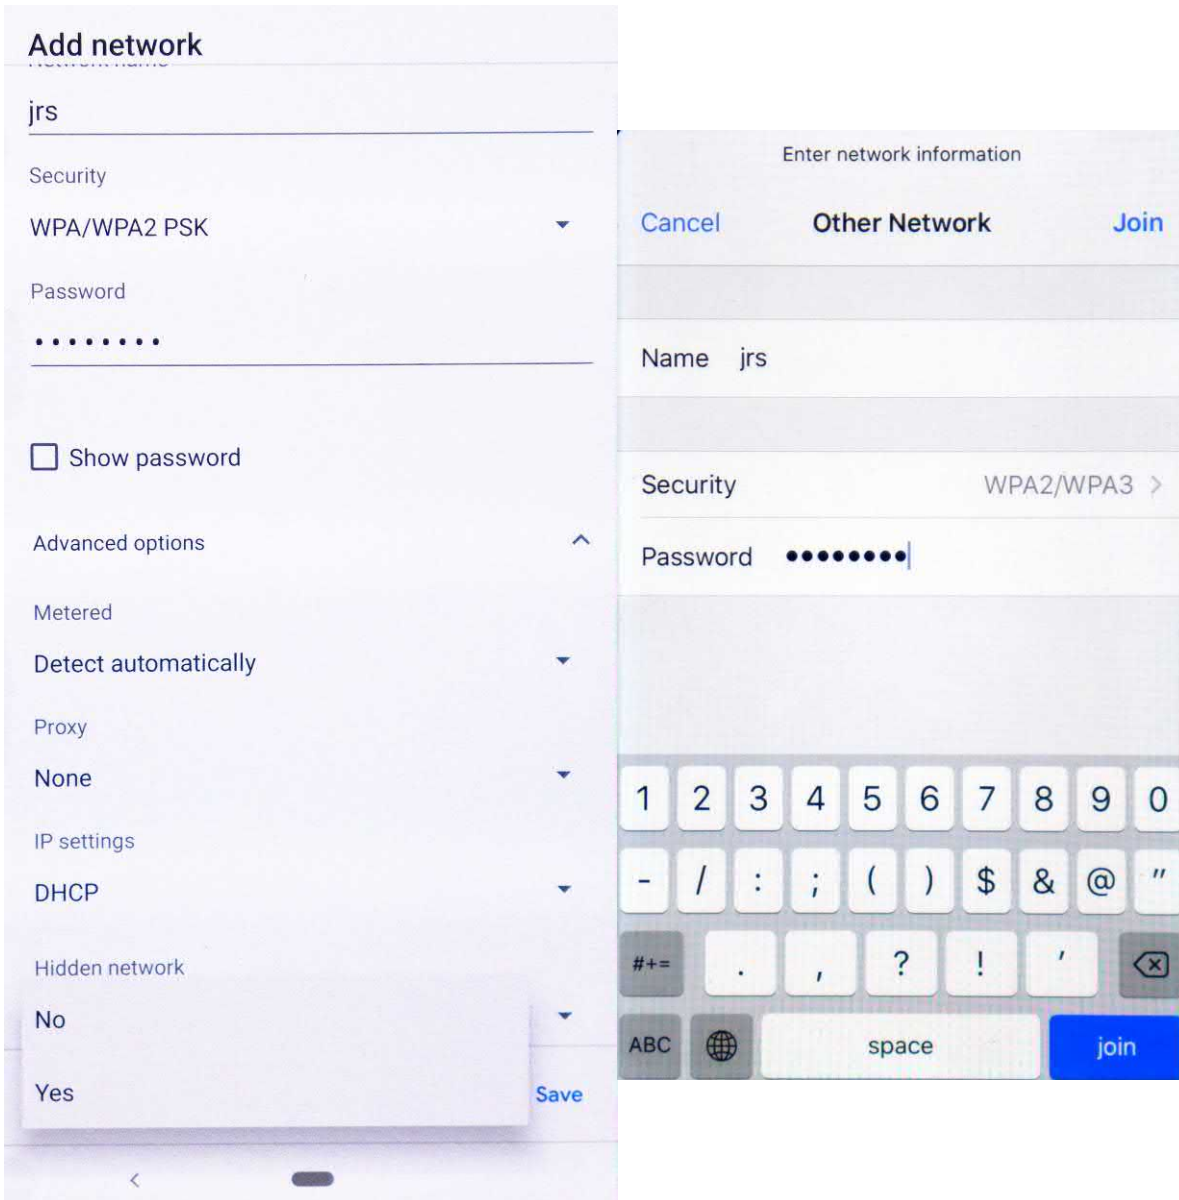 Add network
Network name
jrs
Security
WPA/WPA2 PSK
Password
••••••••
Show password
Advanced options
Metered
Detect automatically
Proxy
None
IP settings
DHCP
Hidden network
No
Yes
Save
Enter network information
Cancel Other Network Join
Name jrs
Security WPA2/WPA3
Password ••••••••
1 2 3 4 5 6 7 8 9 0
- / : ; ( ) $ & @ "
#+= . , ? ! '
ABC space join